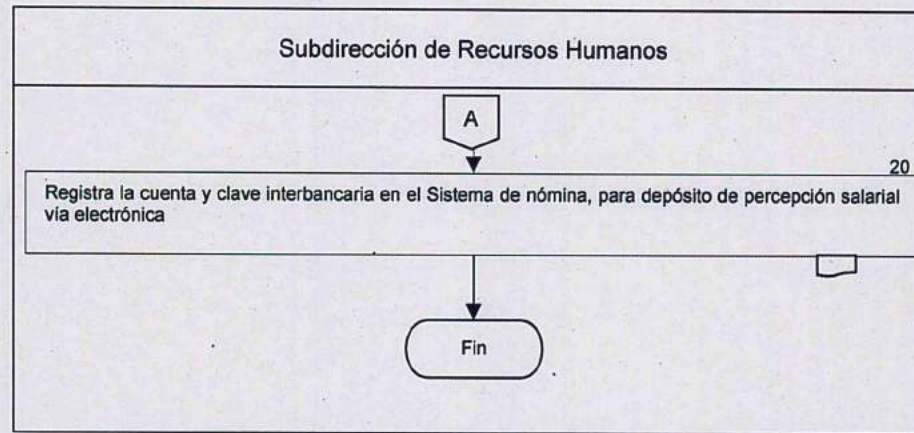 Subdirección de Recursos Humanos
A
20
Registra la cuenta y clave interbancaria en el Sistema de nómina, para depósito de percepción salarial
vía electrónica
Fin